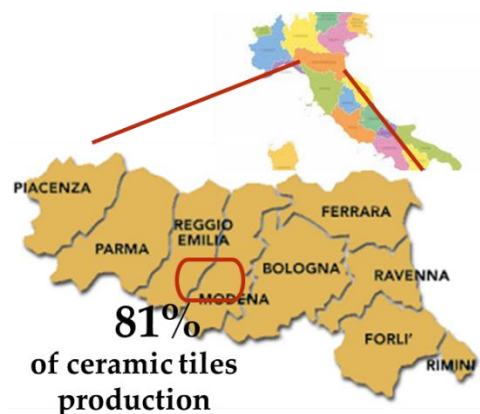 PIACENZA
PARMA
REGGIO
EMILIA
MODENA
BOLOGNA
FERRARA
RAVENNA
FORLI'
RIMINI
81%
of ceramic tiles
production